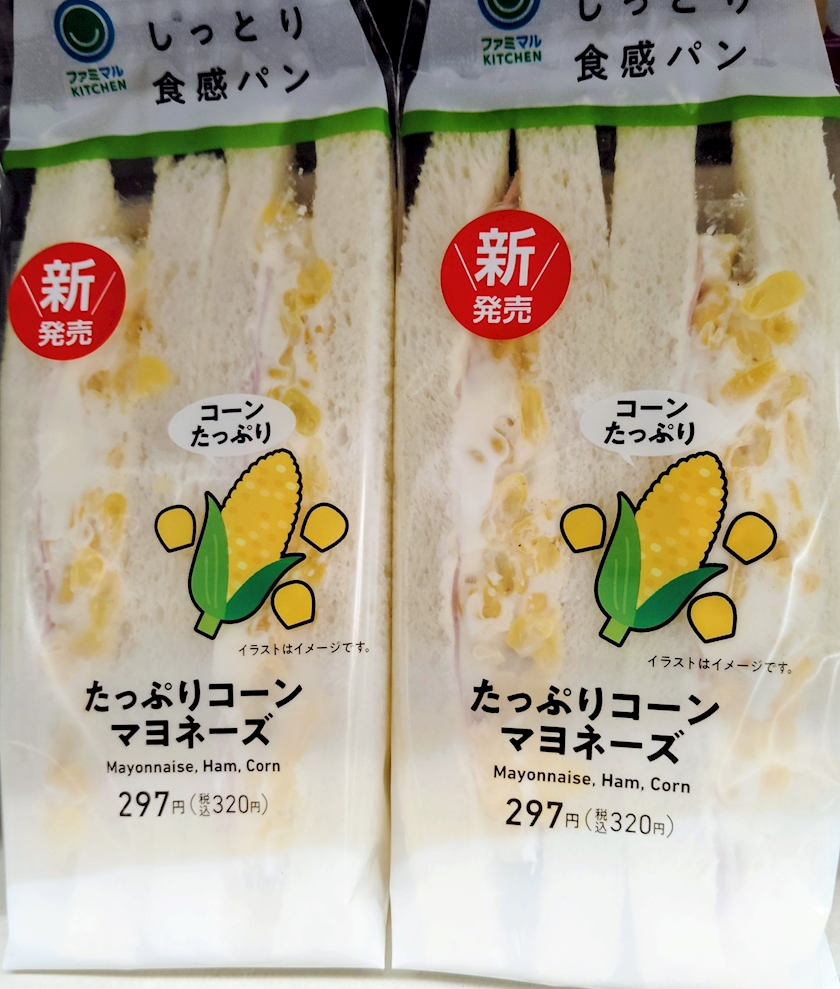 ファミマル
KITCHEN
しっとり
食感パン
新
発売
コーン
たっぷり
イラストはイメージです。
たっぷりコーン
マヨネーズ
Mayonnaise, Ham, Corn
297円(税込320円)
ファミマル
KITCHEN
しっとり
食感パン
新
発売
コーン
たっぷり
イラストはイメージです。
たっぷりコーン
マヨネーズ
Mayonnaise, Ham, Corn
297円(税込320円)